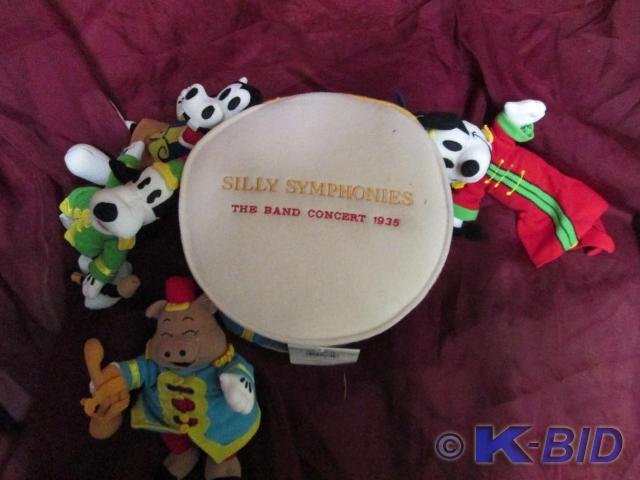 SILLY SYMPHONIES
THE BAND CONCERT 1935
© K-BID